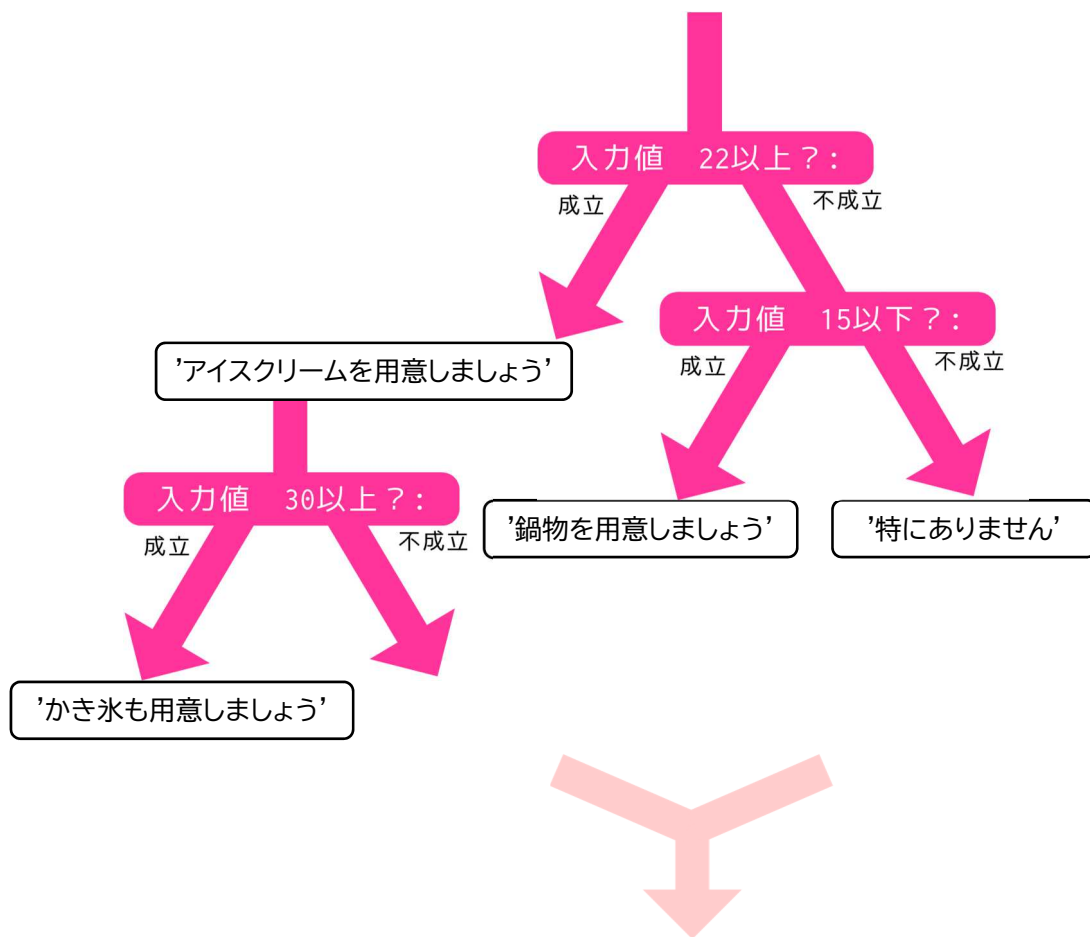 入力値　22以上？：
成立
不成立
入力値　15以下？：
成立
不成立
’アイスクリームを用意しましょう’
入力値　30以上？：
成立
不成立
’鍋物を用意しましょう’
’特にありません’
’かき氷も用意しましょう’